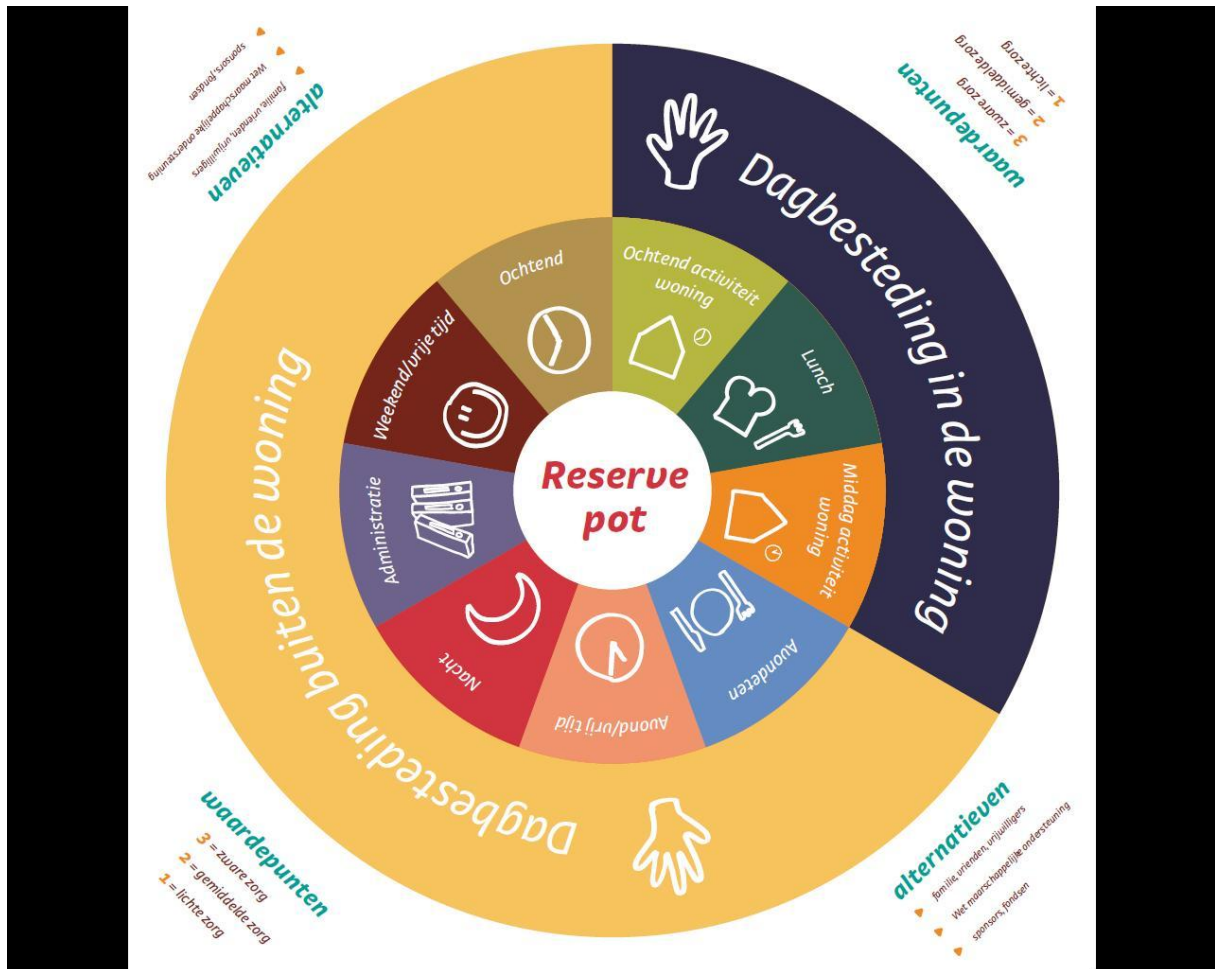 alternatieven
familie, vrienden, vrijwilligers
Wet maarschappelijke ondersteuning
sponsors, fondsen
waardepunten
3 = zware zorg
2 = gemiddelde zorg
1 = lichte zorg
Dagbesteding in de woning
Dagbesteding buiten de woning
Ochtend
Ochtend activiteit
woning
Lunch
Middag activiteit
woning
Avondeten
Avond/vrij tijd
Nacht
Administratie
Weekend/vrije tijd
Reserve
pot
waardepunten
3 = zware zorg
2 = gemiddelde zorg
1 = lichte zorg
alternatieven
familie, vrienden, vrijwilligers
Wet maarschappelijke ondersteuning
sponsors, fondsen